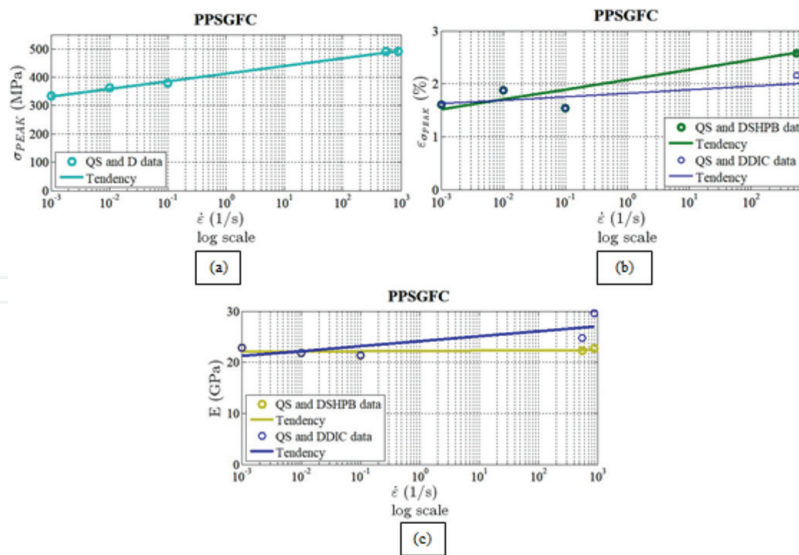 PPSGFC
500
400
300
200
100
0
σ_PEAK (MPa)
QS and D data
Tendency
10⁻³ 10⁻² 10⁻¹ 10⁰ 10¹ 10² 10³
ε̇ (1/s)
log scale
(a)
PPSGFC
3
2
1
0
ε_σPEAK (%)
QS and DSHPB data
Tendency
QS and DDIC data
Tendency
10⁻³ 10⁻² 10⁻¹ 10⁰ 10¹ 10²
ε̇ (1/s)
log scale
(b)
PPSGFC
30
20
10
0
E (GPa)
QS and DSHPB data
Tendency
QS and DDIC data
Tendency
10⁻³ 10⁻² 10⁻¹ 10⁰ 10¹ 10² 10³
ε̇ (1/s)
log scale
(c)